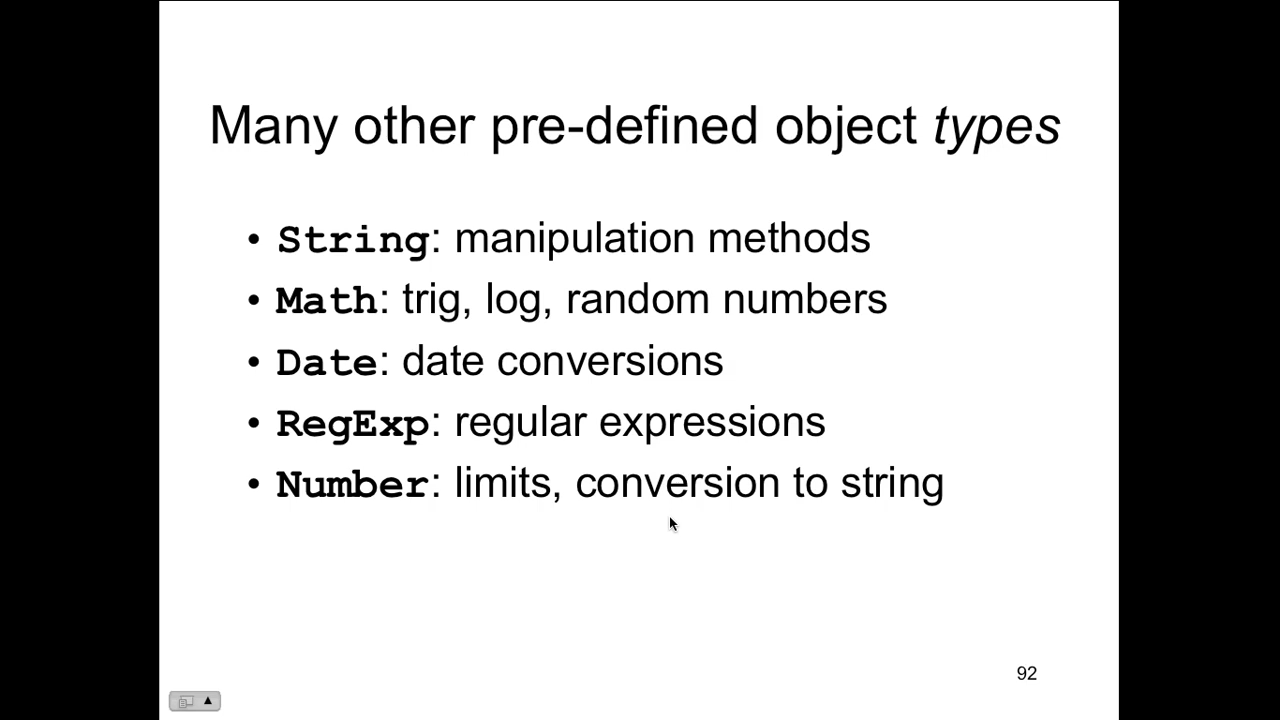 Many other pre-defined object types
• String: manipulation methods
• Math: trig, log, random numbers
• Date: date conversions
• RegExp: regular expressions
• Number: limits, conversion to string
92